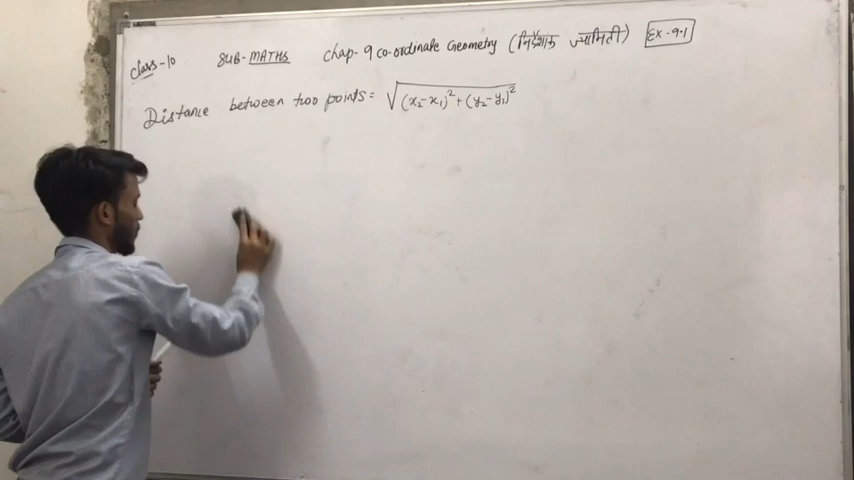 class-10 SUB-MATHS Chap-9 co-ordinate Geometry (निर्देशांक ज्यामिती) Ex-9.1
Distance between two points = √(x₂-x₁)²+(y₂-y₁)²